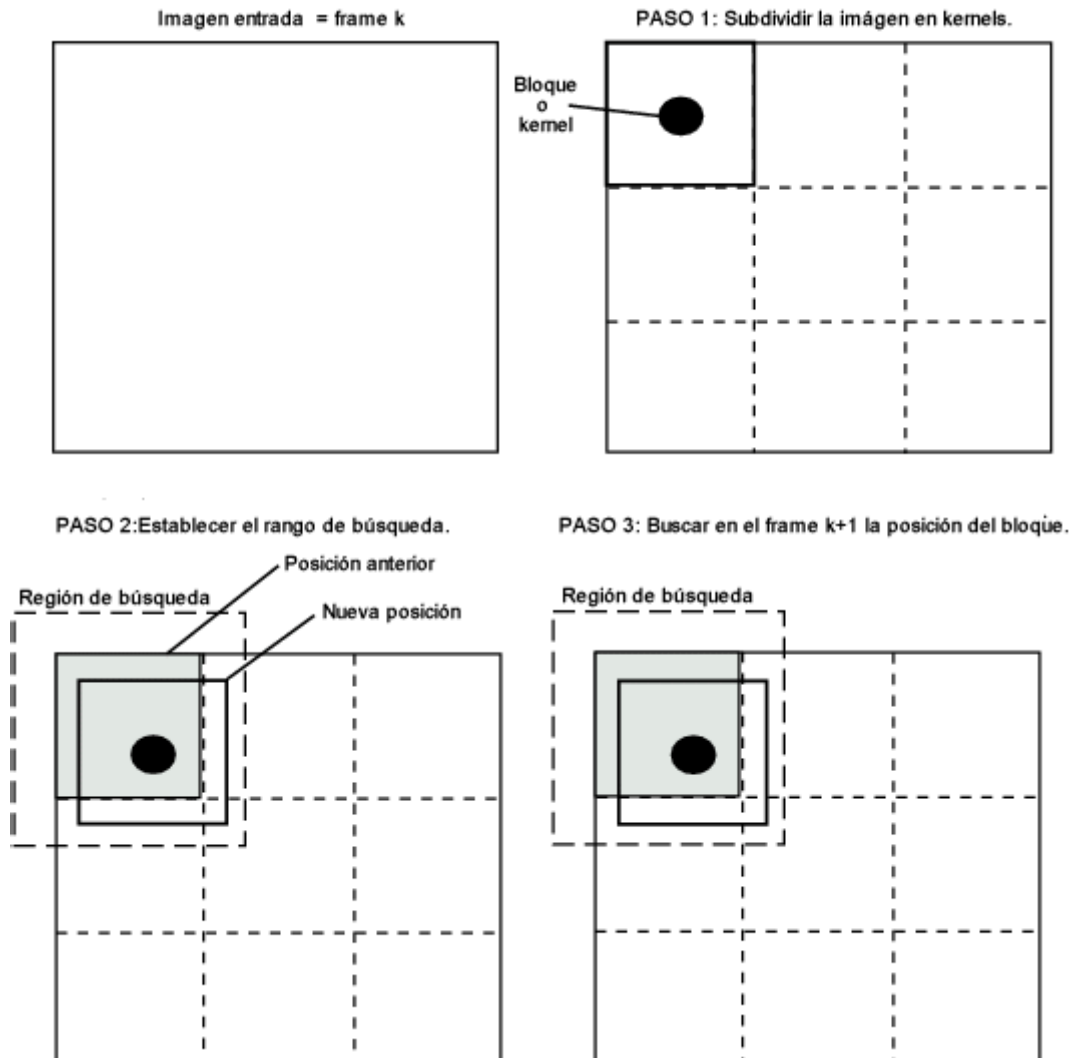 Imagen entrada = frame k
PASO 1: Subdividir la imágen en kernels.
Bloque
o
kernel
PASO 2:Establecer el rango de búsqueda.
Posición anterior
Región de búsqueda
Nueva posición
PASO 3: Buscar en el frame k+1 la posición del bloque.
Región de búsqueda